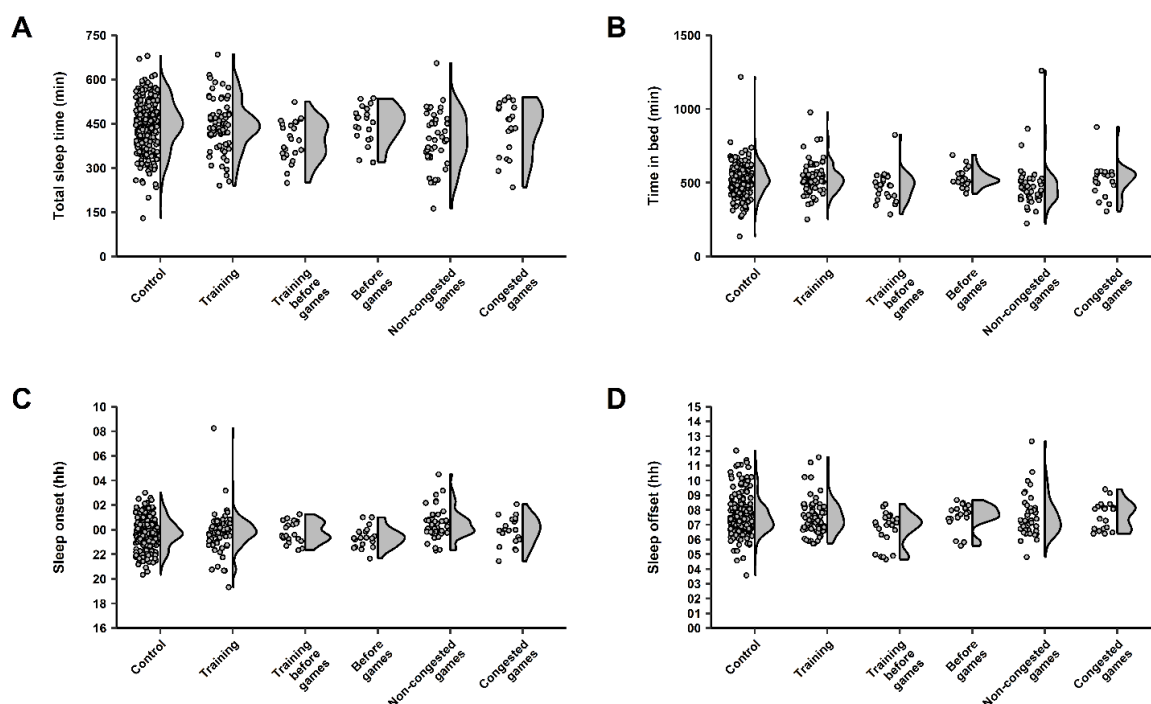 A
Total sleep time (min)
750
600
450
300
150
0
Control
Training
Training
before
games
Before
games
Non-congested games
Congested games
B
Time in bed (min)
1500
1000
500
0
Control
Training
Training
before
games
Before
games
Non-congested games
Congested games
C
Sleep onset (hh)
10
08
06
04
02
00
22
20
18
16
Control
Training
Training
before
games
Before
games
Non-congested games
Congested games
D
Sleep offset (hh)
15
14
13
12
11
10
09
08
07
06
05
04
03
02
01
00
Control
Training
Training
before
games
Before
games
Non-congested games
Congested games